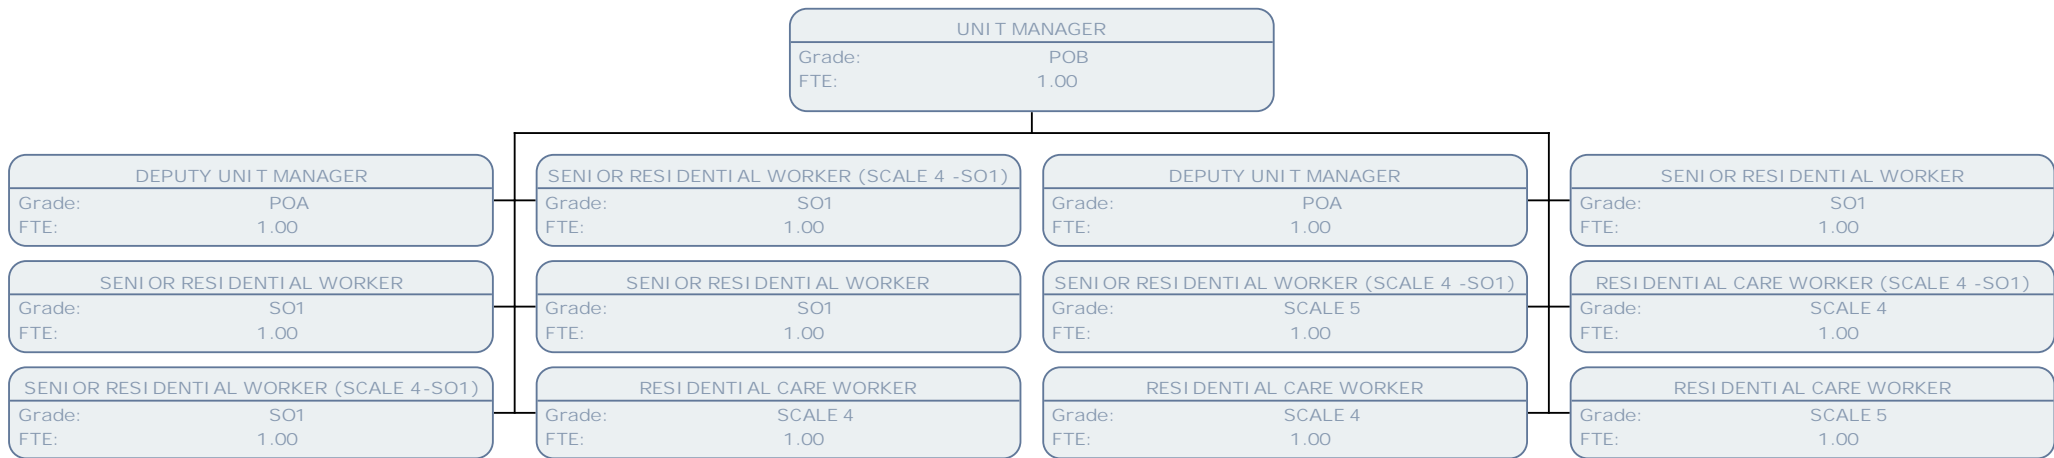 UNIT MANAGER
Grade: POB
FTE: 1.00
DEPUTY UNIT MANAGER
Grade: POA
FTE: 1.00
SENIOR RESIDENTIAL WORKER (SCALE 4 -SO1)
Grade: SO1
FTE: 1.00
DEPUTY UNIT MANAGER
Grade: POA
FTE: 1.00
SENIOR RESIDENTIAL WORKER
Grade: SO1
FTE: 1.00
SENIOR RESIDENTIAL WORKER
Grade: SO1
FTE: 1.00
SENIOR RESIDENTIAL WORKER
Grade: SO1
FTE: 1.00
SENIOR RESIDENTIAL WORKER (SCALE 4 -SO1)
Grade: SCALE 5
FTE: 1.00
RESIDENTIAL CARE WORKER (SCALE 4 -SO1)
Grade: SCALE 4
FTE: 1.00
SENIOR RESIDENTIAL WORKER (SCALE 4-SO1)
Grade: SO1
FTE: 1.00
RESIDENTIAL CARE WORKER
Grade: SCALE 4
FTE: 1.00
RESIDENTIAL CARE WORKER
Grade: SCALE 4
FTE: 1.00
RESIDENTIAL CARE WORKER
Grade: SCALE 5
FTE: 1.00